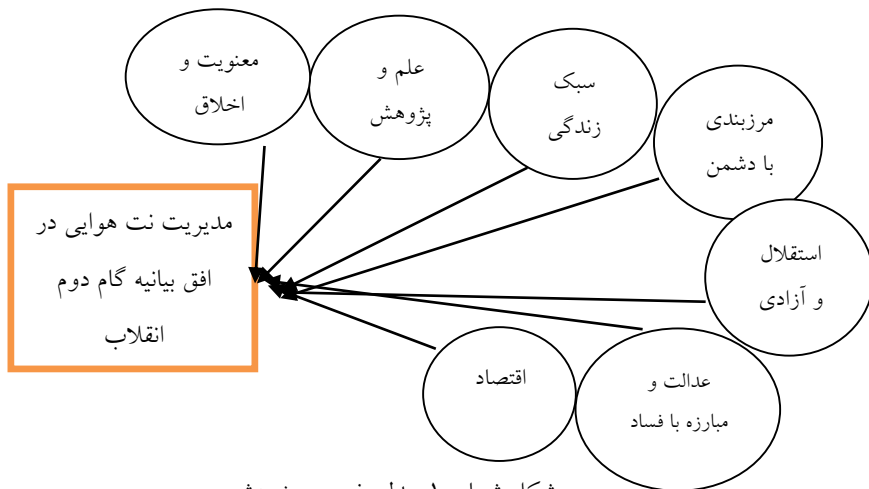 معنویت و
اخلاق
علم و
پژوهش
سبک
زندگی
مرزبندی
با دشمن
استقلال
و آزادی
عدالت و
مبارزه با فساد
اقتصاد
مدیریت نت هوایی در
افق بیانیه گام دوم
انقلاب